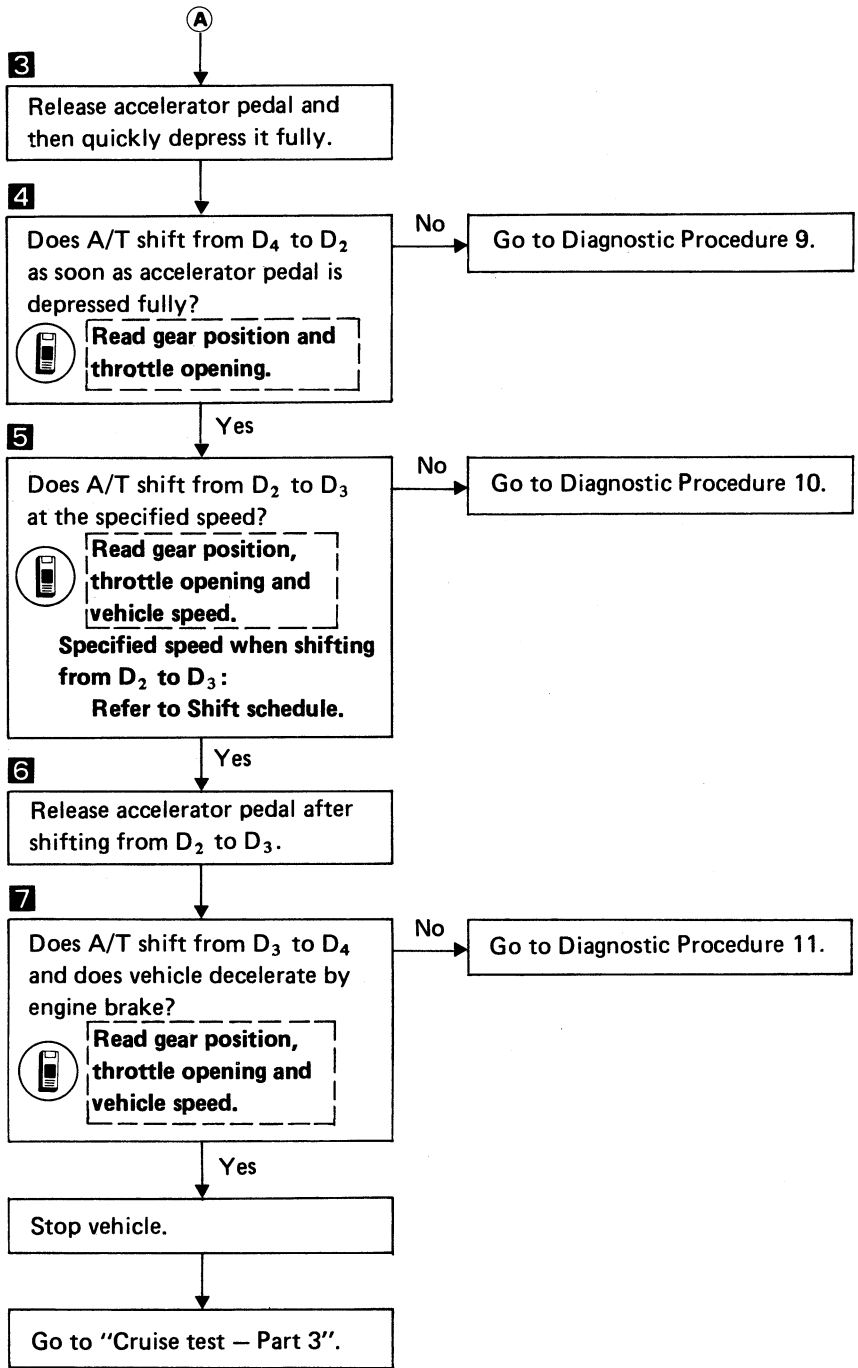 A
3
Release accelerator pedal and
then quickly depress it fully.
4
Does A/T shift from D₄ to D₂
as soon as accelerator pedal is
depressed fully?
Read gear position and
throttle opening.
No
Go to Diagnostic Procedure 9.
Yes
5
Does A/T shift from D₂ to D₃
at the specified speed?
Read gear position,
throttle opening and
vehicle speed.
Specified speed when shifting
from D₂ to D₃:
Refer to Shift schedule.
No
Go to Diagnostic Procedure 10.
Yes
6
Release accelerator pedal after
shifting from D₂ to D₃.
7
Does A/T shift from D₃ to D₄
and does vehicle decelerate by
engine brake?
Read gear position,
throttle opening and
vehicle speed.
No
Go to Diagnostic Procedure 11.
Yes
Stop vehicle.
Go to “Cruise test — Part 3”.